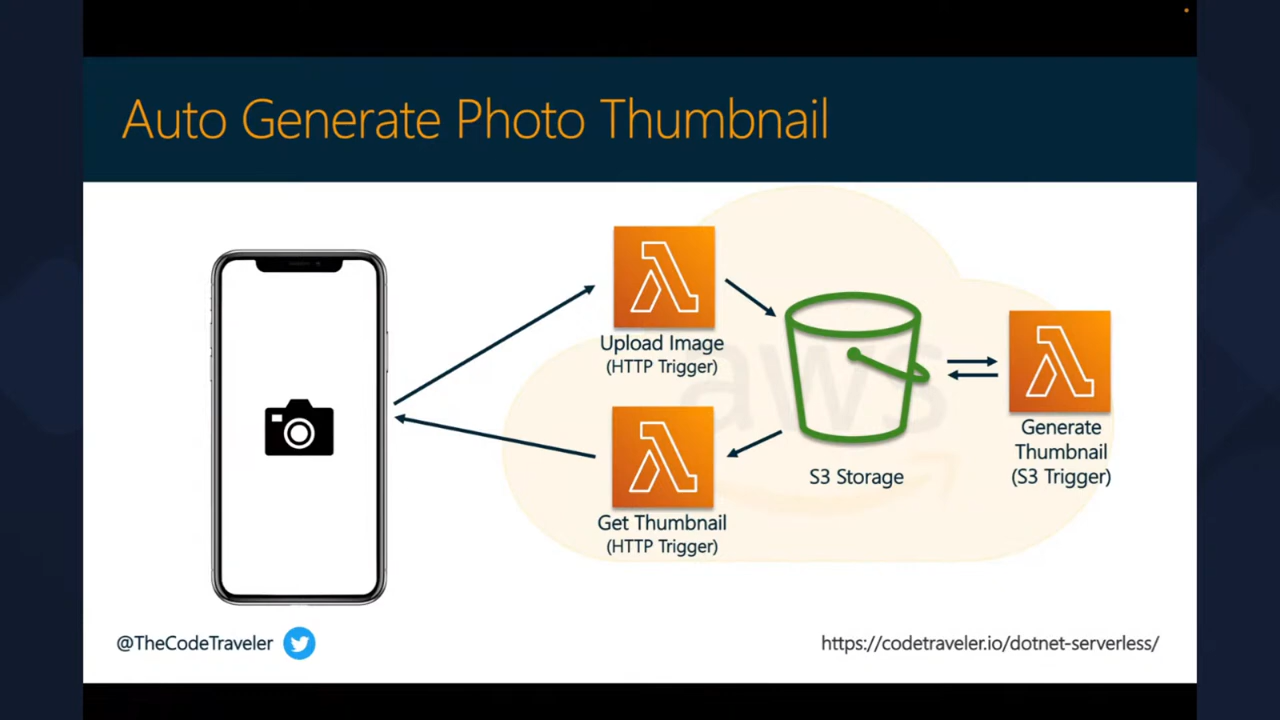 Auto Generate Photo Thumbnail
Upload Image
(HTTP Trigger)
aws
S3 Storage
Generate
Thumbnail
(S3 Trigger)
Get Thumbnail
(HTTP Trigger)
@TheCodeTraveler
https://codetraveler.io/dotnet-serverless/